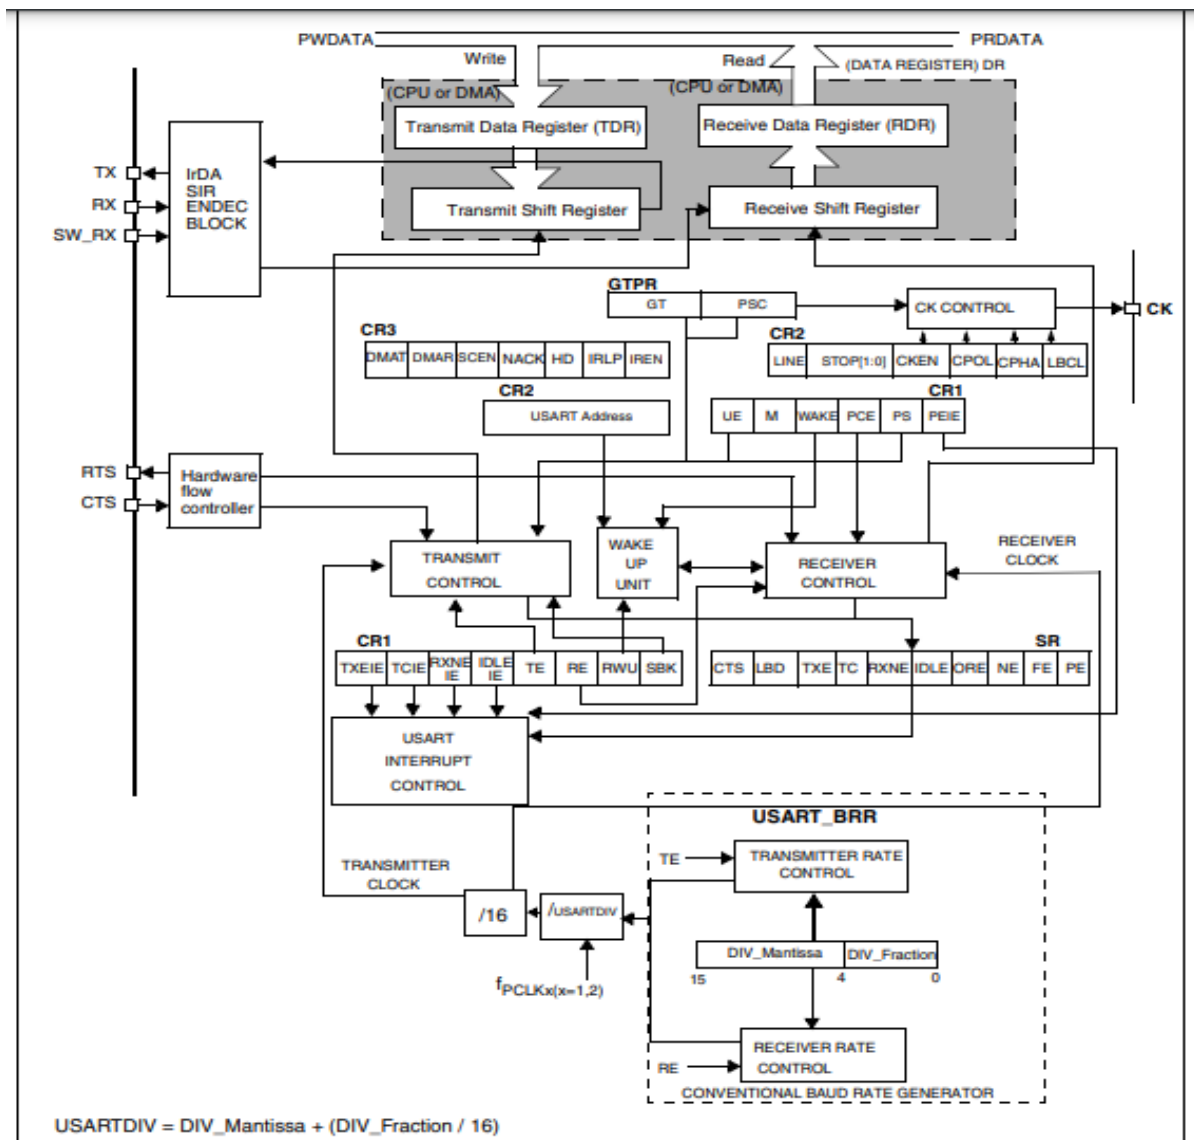 PWDATA
PRDATA
Write
Read
(DATA REGISTER) DR
(CPU or DMA)
(CPU or DMA)
Transmit Data Register (TDR)
Receive Data Register (RDR)
TX
RX
SW_RX
IrDA
SIR
ENDEC
BLOCK
Transmit Shift Register
Receive Shift Register
GTPR
GT
PSC
CK CONTROL
CK
CR3
DMAT
DMAR
SCEN
NACK
HD
IRLP
IREN
CR2
LINE
STOP[1:0]
CKEN
CPOL
CPHA
LBCL
CR2
USART Address
CR1
UE
M
WAKE
PCE
PS
PEIE
RTS
CTS
Hardware
flow
controller
TRANSMIT
CONTROL
WAKE
UP
UNIT
RECEIVER
CONTROL
RECEIVER
CLOCK
CR1
TXEIE
TCIE
RXNE
IE
IDLE
IE
TE
RE
RWU
SBK
SR
CTS
LBD
TXE
TC
RXNE
IDLE
ORE
NE
FE
PE
USART
INTERRUPT
CONTROL
USART_BRR
TE
TRANSMITTER RATE
CONTROL
TRANSMITTER
CLOCK
/16
/USARTDIV
DIV_Mantissa
DIV_Fraction
15
4
0
fPCLKx(x=1,2)
RECEIVER RATE
CONTROL
RE
CONVENTIONAL BAUD RATE GENERATOR
USARTDIV = DIV_Mantissa + (DIV_Fraction / 16)